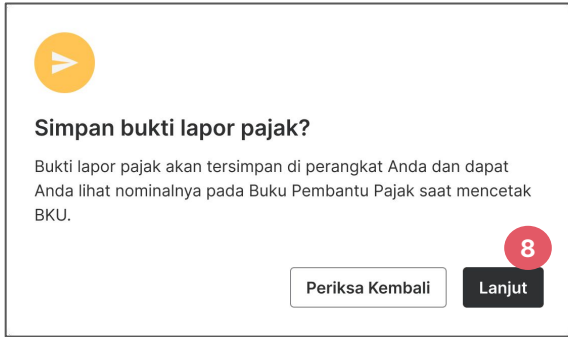 Simpan bukti lapor pajak?
Bukti lapor pajak akan tersimpan di perangkat Anda dan dapat
Anda lihat nominalnya pada Buku Pembantu Pajak saat mencetak
BKU.
8
Periksa Kembali Lanjut